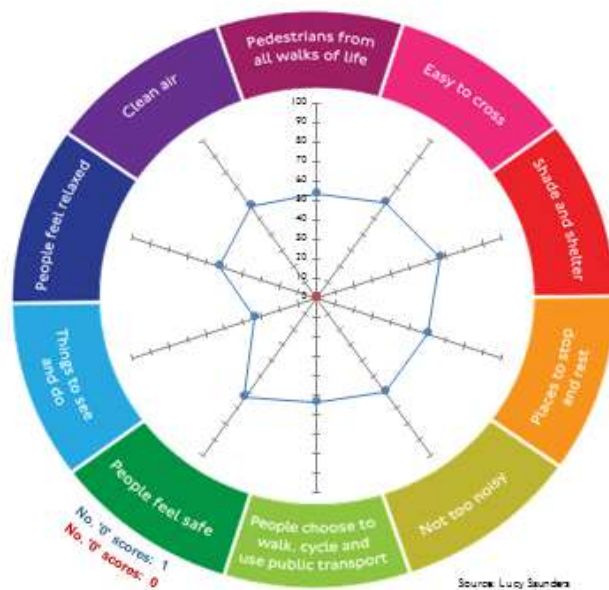 Pedestrians from
all walks of life
Easy to cross
Shade and shelter
Places to stop
and rest
Not too noisy
People choose to
walk, cycle and
use public transport
People feel safe
Things to see
and do
People feel relaxed
Clean air
100
90
80
70
60
50
40
30
20
10
0
No. '0' scores: 1
No. '0' scores: 0
Source: Lucy Saunders